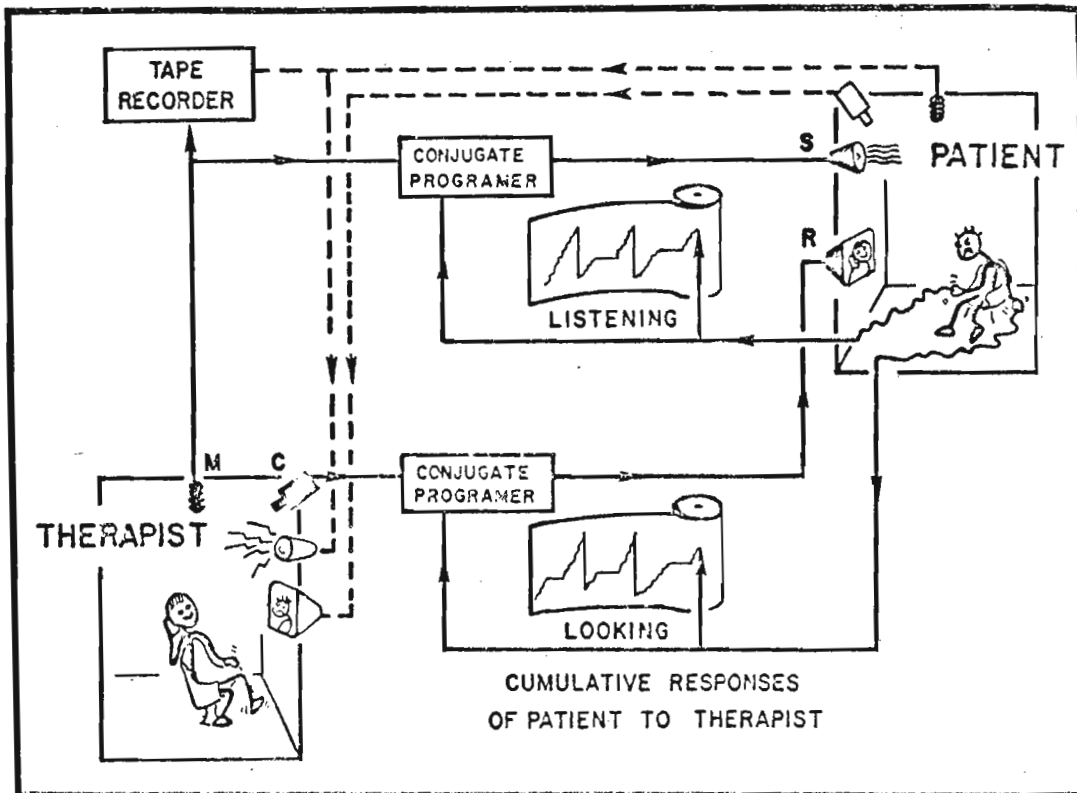 TAPE
RECORDER
CONJUGATE
PROGRAMER
S
PATIENT
R
LISTENING
M
C
CONJUGATE
PROGRAMER
THERAPIST
LOOKING
CUMULATIVE RESPONSES
OF PATIENT TO THERAPIST